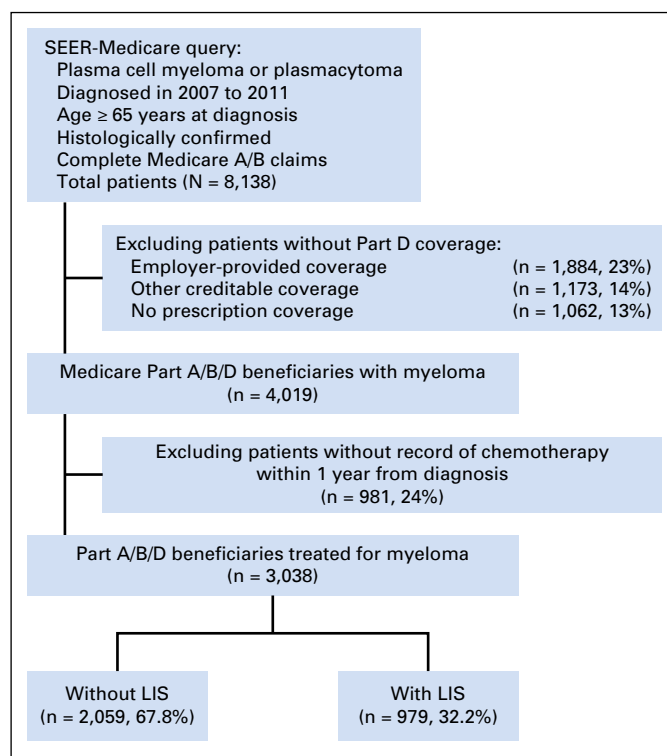 SEER-Medicare query:
Plasma cell myeloma or plasmacytoma
Diagnosed in 2007 to 2011
Age ≥ 65 years at diagnosis
Histologically confirmed
Complete Medicare A/B claims
Total patients (N = 8,138)
Excluding patients without Part D coverage:
Employer-provided coverage (n = 1,884, 23%)
Other creditable coverage (n = 1,173, 14%)
No prescription coverage (n = 1,062, 13%)
Medicare Part A/B/D beneficiaries with myeloma
(n = 4,019)
Excluding patients without record of chemotherapy
within 1 year from diagnosis
(n = 981, 24%)
Part A/B/D beneficiaries treated for myeloma
(n = 3,038)
Without LIS
(n = 2,059, 67.8%)
With LIS
(n = 979, 32.2%)